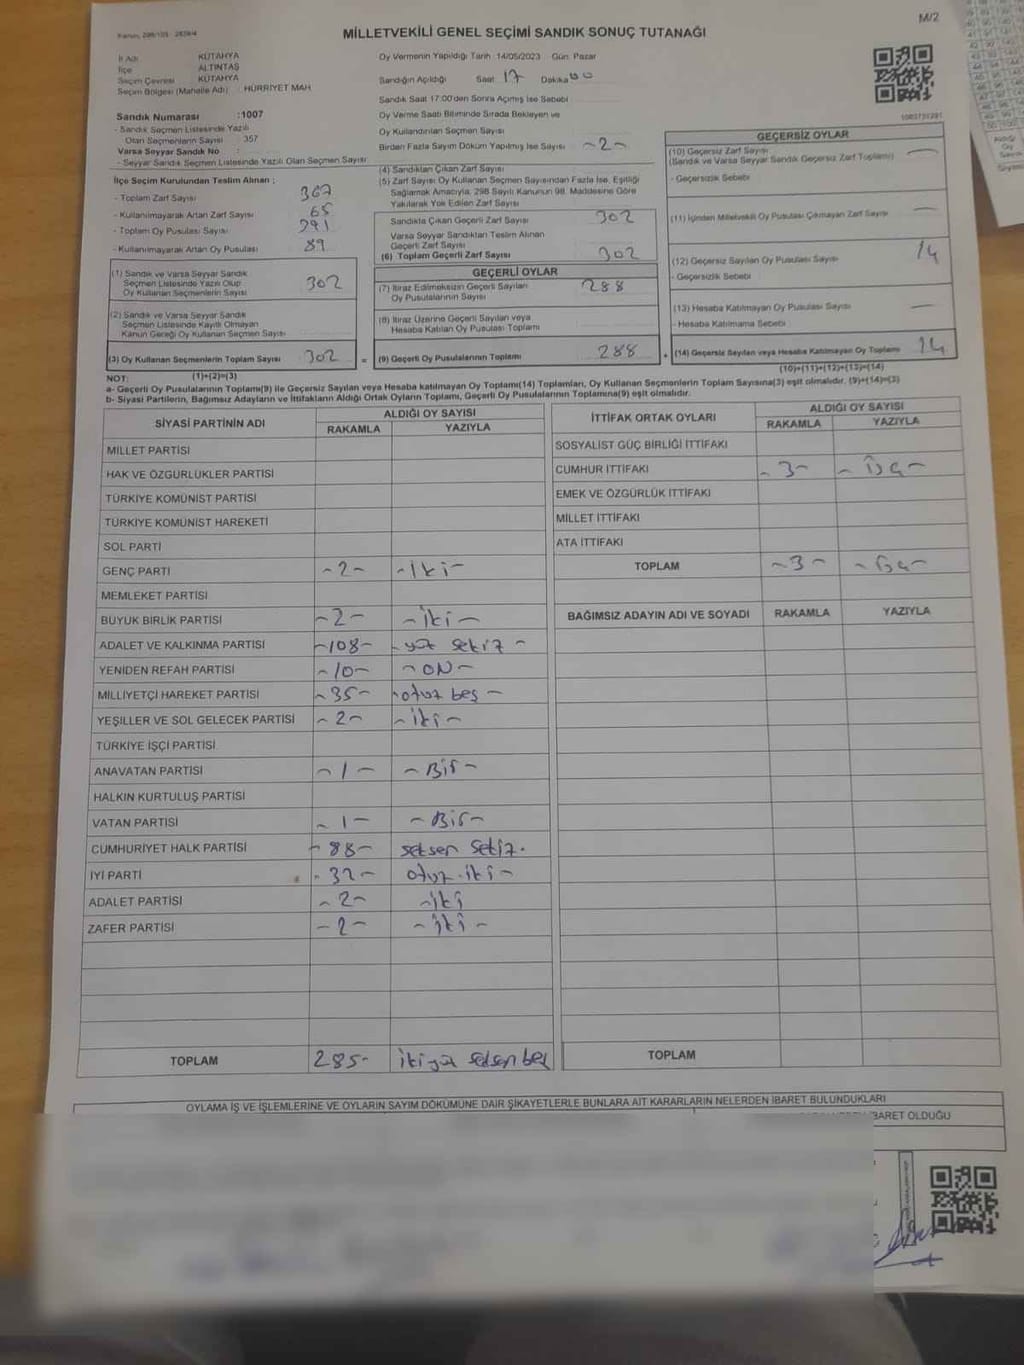 M/2
MİLLETVEKİLİ GENEL SEÇİMİ SANDIK SONUÇ TUTANAĞI
İl Adı : KÜTAHYA
İlçe : ALTINTAŞ
Seçim Çevresi : KÜTAHYA
Seçim Bölgesi (Mahalle Adı) : HÜRRİYET MAH
Oy Vermenin Yapıldığı Tarih :14/05/2023 Gün: Pazar
Sandığın Açıldığı Saat 17 Dakika 00
Sandık Saat 17:00'den Sonra Açılmış İse Sebebi
Oy Verme Saati Bitiminde Sırada Bekleyen ve
Oy Kullandırılan Seçmen Sayısı
Birden Fazla Sayım Döküm Yapılmış İse Sayısı ~2~
Sandık Numarası :1007
- Sandık Seçmen Listesinde Yazılı
Olan Seçmenlerin Sayısı : 357
Varsa Seyyar Sandık No :
- Seyyar Sandık Seçmen Listesinde Yazılı Olan Seçmen Sayısı:
İlçe Seçim Kurulundan Teslim Alınan ;
- Toplam Zarf Sayısı 367
- Kullanılmayarak Artan Zarf Sayısı 65
- Toplam Oy Pusulası Sayısı 391
- Kullanılmayarak Artan Oy Pusulası 89
(1) Sandık ve Varsa Seyyar Sandık
Seçmen Listesinde Yazılı Olup
Oy Kullanan Seçmenlerin Sayısı 302
(2) Sandık ve Varsa Seyyar Sandık
Seçmen Listesinde Kayıtlı Olmayan
Kanun Gereği Oy Kullanan Seçmen Sayısı
(3) Oy Kullanan Seçmenlerin Toplam Sayısı 302 =
(1)+(2)=(3)
(4) Sandıktan Çıkan Zarf Sayısı
(5) Zarf Sayısı Oy Kullanan Seçmen Sayısından Fazla İse, Eşitliği
Sağlamak Amacıyla, 298 Sayılı Kanunun 98. Maddesine Göre
Yakılarak Yok Edilen Zarf Sayısı
Sandıkta Çıkan Geçerli Zarf Sayısı 302
Varsa Seyyar Sandıktan Teslim Alınan
Geçerli Zarf Sayısı
(6) Toplam Geçerli Zarf Sayısı 302
GEÇERLİ OYLAR
(7) İtiraz Edilmeksizin Geçerli Sayılan
Oy Pusulalarının Sayısı 288
(8) İtiraz Üzerine Geçerli Sayılan veya
Hesaba Katılan Oy Pusulası Toplamı
(9) Geçerli Oy Pusulalarının Toplamı 288 +
1003751281
GEÇERSİZ OYLAR
(10) Geçersiz Zarf Sayısı
(Sandık ve Varsa Seyyar Sandık Geçersiz Zarf Toplamı) —
- Geçersizlik Sebebi
(11) İçinden Milletvekili Oy Pusulası Çıkmayan Zarf Sayısı —
(12) Geçersiz Sayılan Oy Pusulası Sayısı 14
- Geçersizlik Sebebi
(13) Hesaba Katılmayan Oy Pusulası Sayısı —
- Hesaba Katılmama Sebebi
(14) Geçersiz Sayılan veya Hesaba Katılmayan Oy Toplamı 14
(10)+(11)+(12)+(13)=(14)
NOT:
a- Geçerli Oy Pusulalarının Toplamı(9) ile Geçersiz Sayılan veya Hesaba katılmayan Oy Toplamı(14) Toplamları, Oy Kullanan Seçmenlerin Toplam Sayısına(3) eşit olmalıdır. (9)+(14)=(3)
b- Siyasi Partilerin, Bağımsız Adayların ve İttifakların Aldığı Ortak Oyların Toplamı, Geçerli Oy Pusulalarının Toplamına(9) eşit olmalıdır.
SİYASİ PARTİNİN ADI ALDIĞI OY SAYISI
RAKAMLA YAZIYLA
MİLLET PARTİSİ
HAK VE ÖZGÜRLÜKLER PARTİSİ
TÜRKİYE KOMÜNİST PARTİSİ
TÜRKİYE KOMÜNİST HAREKETİ
SOL PARTİ
GENÇ PARTİ ~2~ ~iki~
MEMLEKET PARTİSİ
BÜYÜK BİRLİK PARTİSİ ~2~ ~iki~
ADALET VE KALKINMA PARTİSİ ~108~ ~yüz sekiz~
YENİDEN REFAH PARTİSİ ~10~ ~ON~
MİLLİYETÇİ HAREKET PARTİSİ ~35~ ~otuz beş~
YEŞİLLER VE SOL GELECEK PARTİSİ ~2~ ~iki~
TÜRKİYE İŞÇİ PARTİSİ
ANAVATAN PARTİSİ ~1~ ~Bir~
HALKIN KURTULUŞ PARTİSİ
VATAN PARTİSİ ~1~ ~Bir~
CUMHURİYET HALK PARTİSİ ~88~ seksen sekiz.
İYİ PARTİ ~32~ otuz iki~
ADALET PARTİSİ ~2~ ~iki
ZAFER PARTİSİ ~2~ ~iki~
TOPLAM 285- ikiyüz seksen beş
İTTİFAK ORTAK OYLARI ALDIĞI OY SAYISI
RAKAMLA YAZIYLA
SOSYALİST GÜÇ BİRLİĞİ İTTİFAKI
CUMHUR İTTİFAKI ~3~ ~üç~
EMEK VE ÖZGÜRLÜK İTTİFAKI
MİLLET İTTİFAKI
ATA İTTİFAKI
TOPLAM ~3~ ~üç~
BAĞIMSIZ ADAYIN ADI VE SOYADI RAKAMLA YAZIYLA
TOPLAM
OYLAMA İŞ VE İŞLEMLERİNE VE OYLARIN SAYIM DÖKÜMÜNE DAİR ŞİKAYETLERLE BUNLARA AİT KARARLARIN NELERDEN İBARET BULUNDUKLARI
BARET OLDUĞU